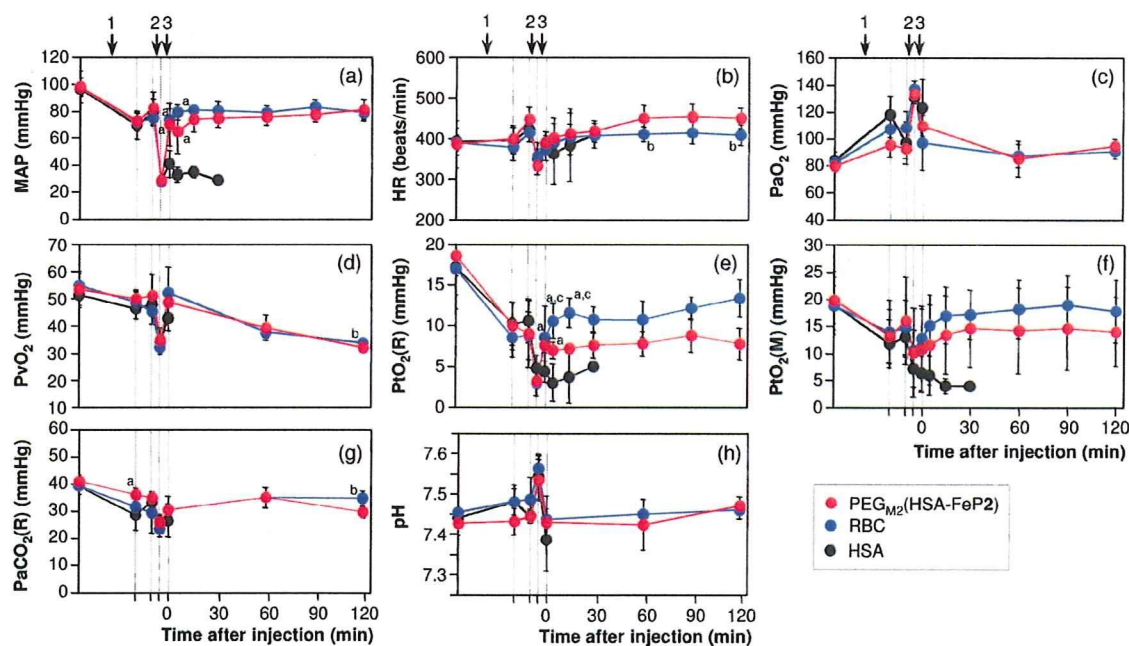 1 2 3
1 2 3
1 2 3
120
100
80
60
40
20
0
MAP (mmHg)
(a)
a
a
a
600
500
400
300
200
HR (beats/min)
(b)
b
b
160
140
120
100
80
60
40
PaO2 (mmHg)
(c)
70
60
50
40
30
20
10
PvO2 (mmHg)
(d)
b
20
15
10
5
0
PtO2(R) (mmHg)
(e)
a
a,c
a,c
a
30
25
20
15
10
5
0
PtO2(M) (mmHg)
(f)
0 30 60 90 120
Time after injection (min)
60
50
40
30
20
10
0
PaCO2(R) (mmHg)
(g)
a
b
0 30 60 90 120
Time after injection (min)
7.6
7.5
7.4
7.3
pH
(h)
0 30 60 90 120
Time after injection (min)
PEGM2(HSA-FeP2)
RBC
HSA